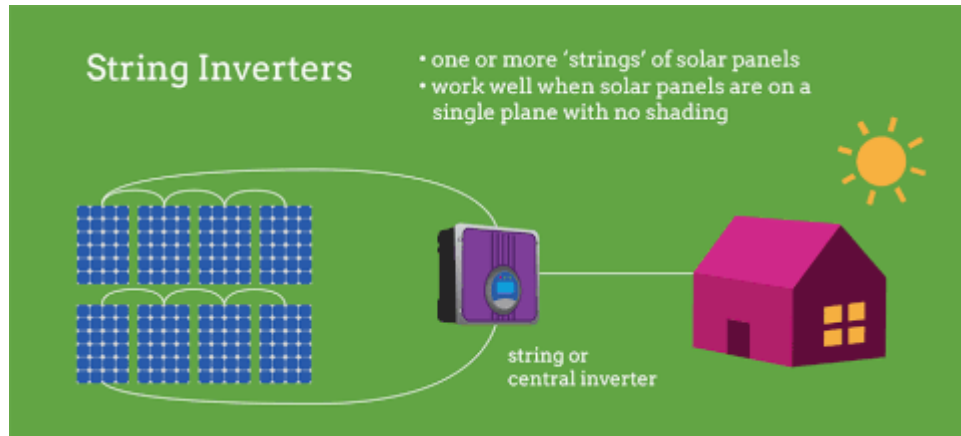 String Inverters
• one or more ‘strings’ of solar panels
• work well when solar panels are on a
single plane with no shading
string or
central inverter